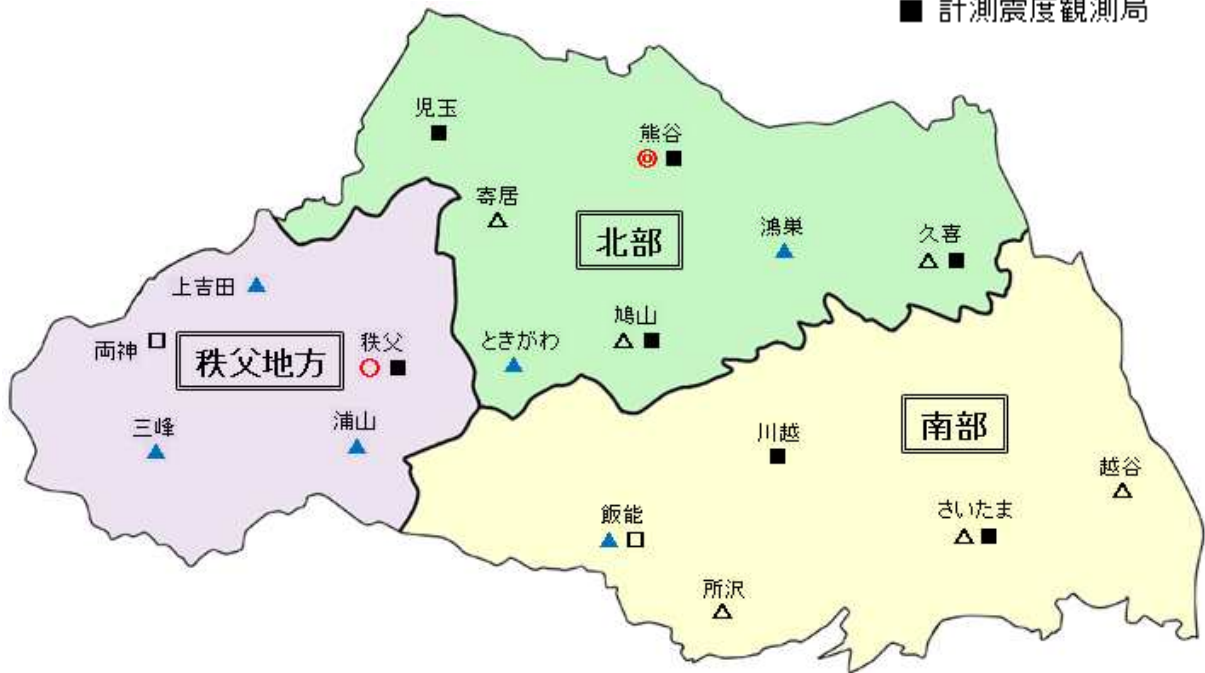 ■ 計測震度観測局
児玉
熊谷
寄居
北部
鴻巣
久喜
上吉田
両神
秩父地方
秩父
ときがわ
鳩山
三峰
浦山
川越
南部
越谷
飯能
さいたま
所沢